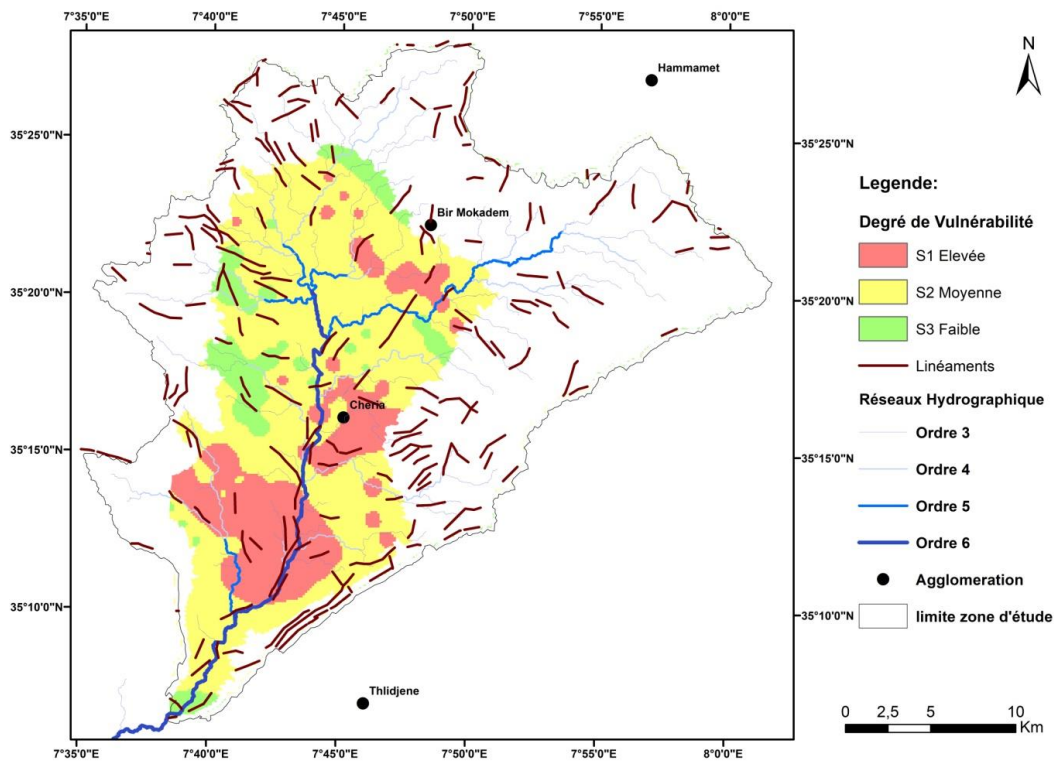 7°35'0"E 7°40'0"E 7°45'0"E 7°50'0"E 7°55'0"E 8°0'0"E
N
Hammamet
35°25'0"N 35°25'0"N
Legende:
Degré de Vulnérabilité
Bir Mokadem
S1 Elevée
S2 Moyenne
35°20'0"N 35°20'0"N
S3 Faible
Linéaments
Réseaux Hydrographique
Cheria
Ordre 3
35°15'0"N 35°15'0"N
Ordre 4
Ordre 5
Ordre 6
Agglomeration
35°10'0"N 35°10'0"N
limite zone d'étude
Thlidjene
0 2,5 5 10
Km
7°35'0"E 7°40'0"E 7°45'0"E 7°50'0"E 7°55'0"E 8°0'0"E